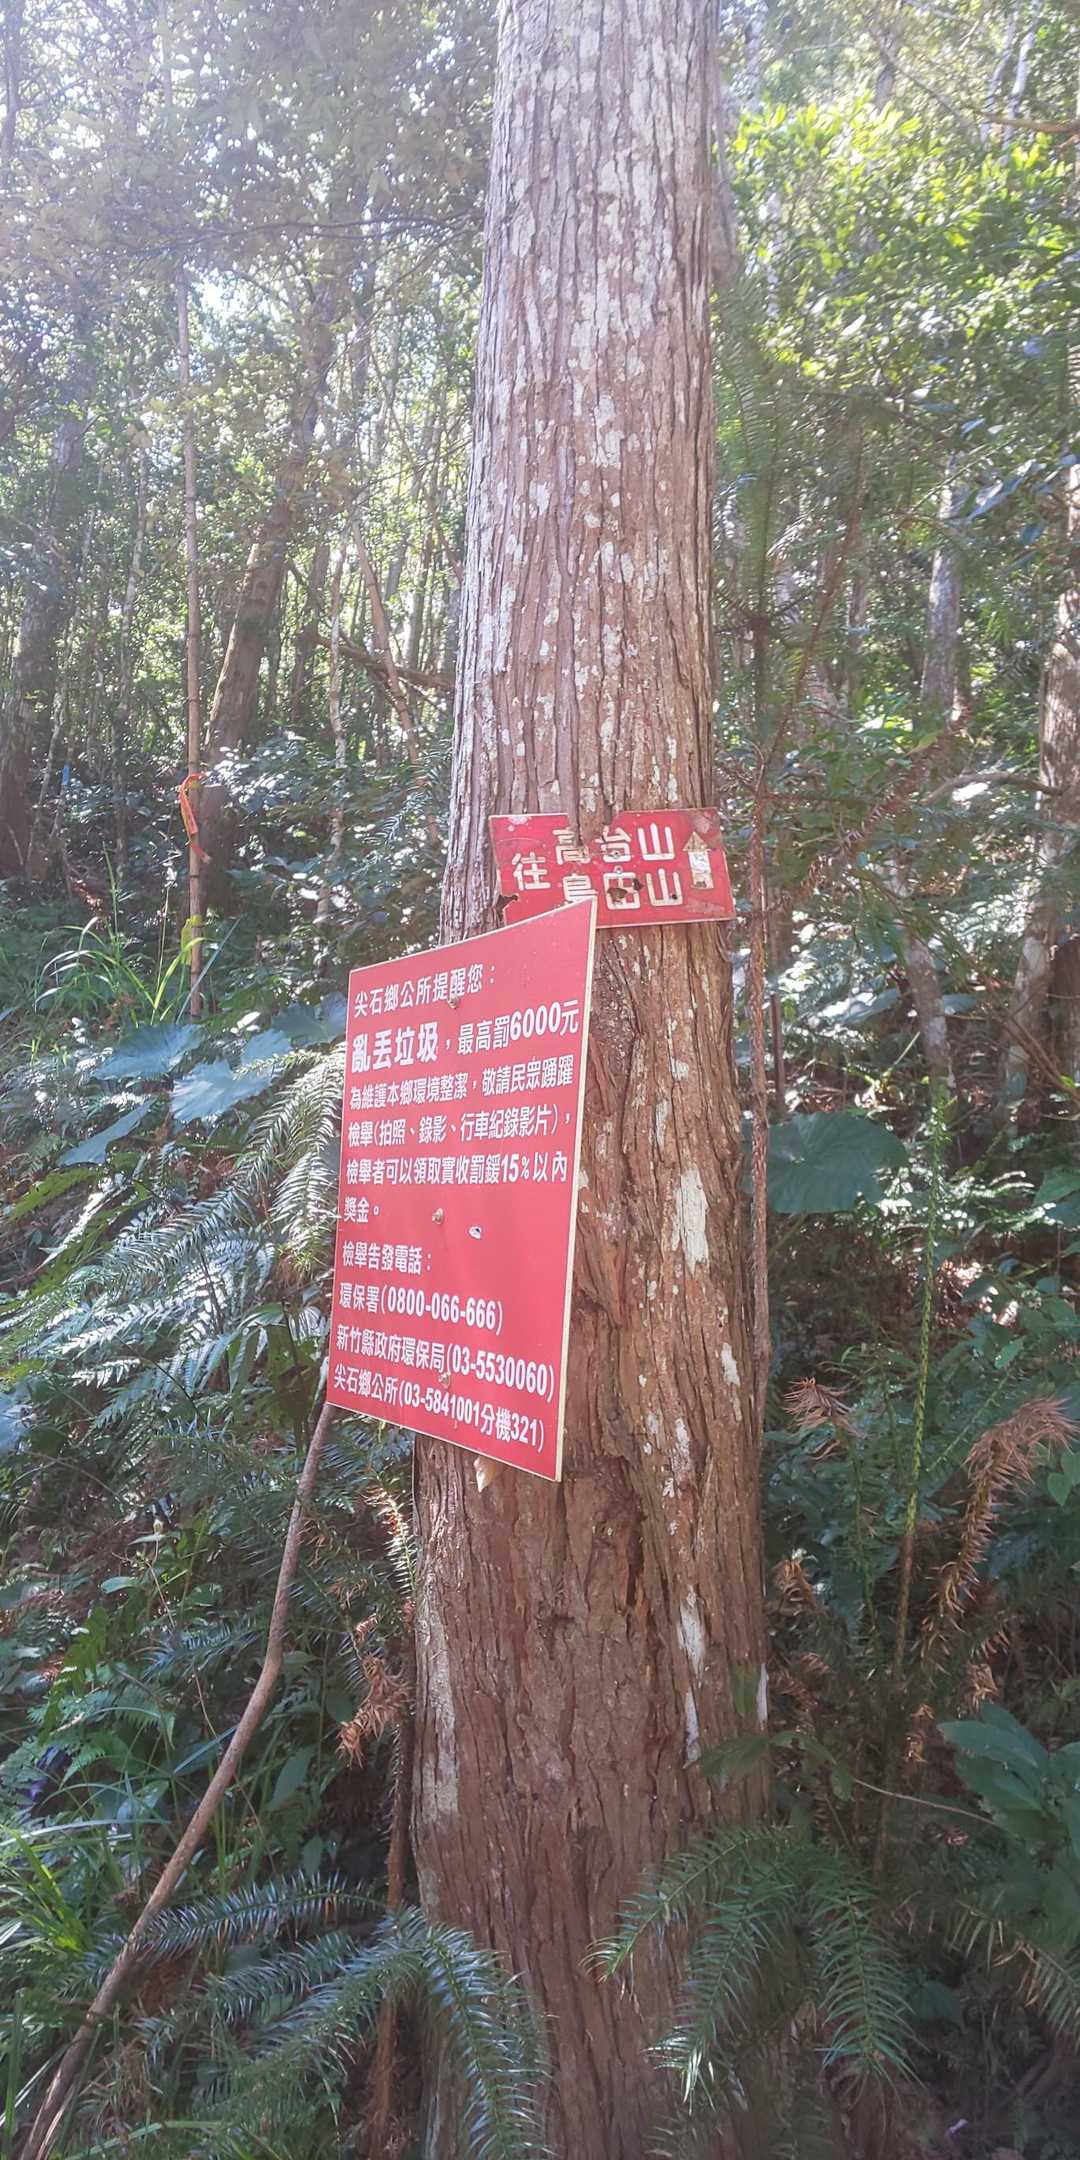 往
高台山
島田山
尖石鄉公所提醒您：
亂丟垃圾，最高罰6000元
為維護本鄉環境整潔，敬請民眾踴躍
檢舉(拍照、錄影、行車紀錄影片)，
檢舉者可以領取實收罰鍰15%以內
獎金。
檢舉告發電話：
環保署(0800-066-666)
新竹縣政府環保局(03-5530060)
尖石鄉公所(03-5841001分機321)